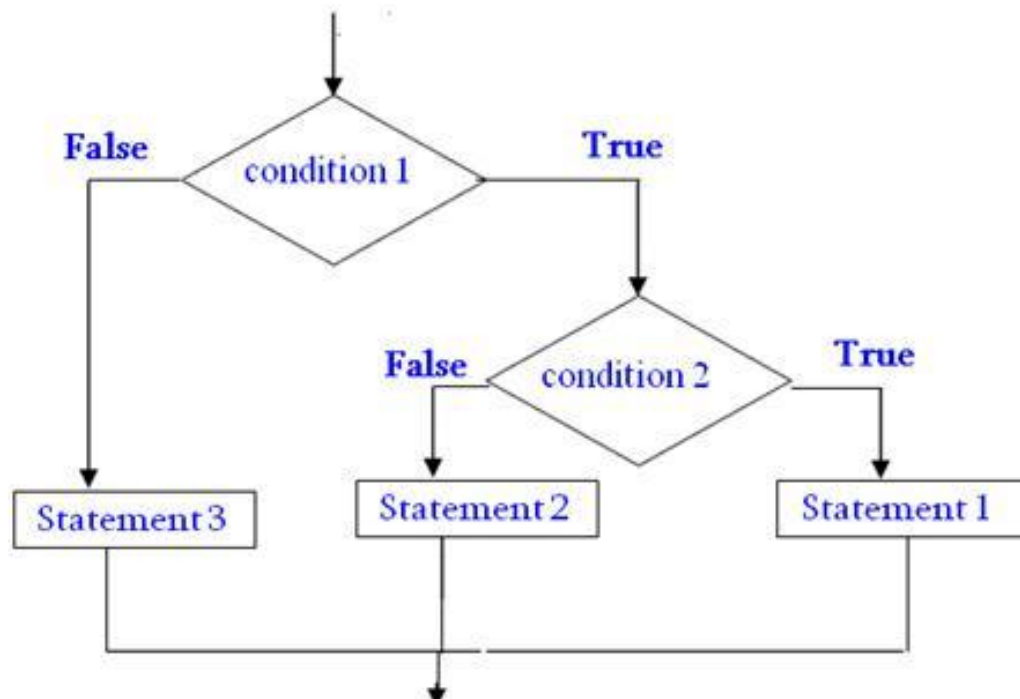 False
True
condition 1
False
True
condition 2
Statement 3
Statement 2
Statement 1